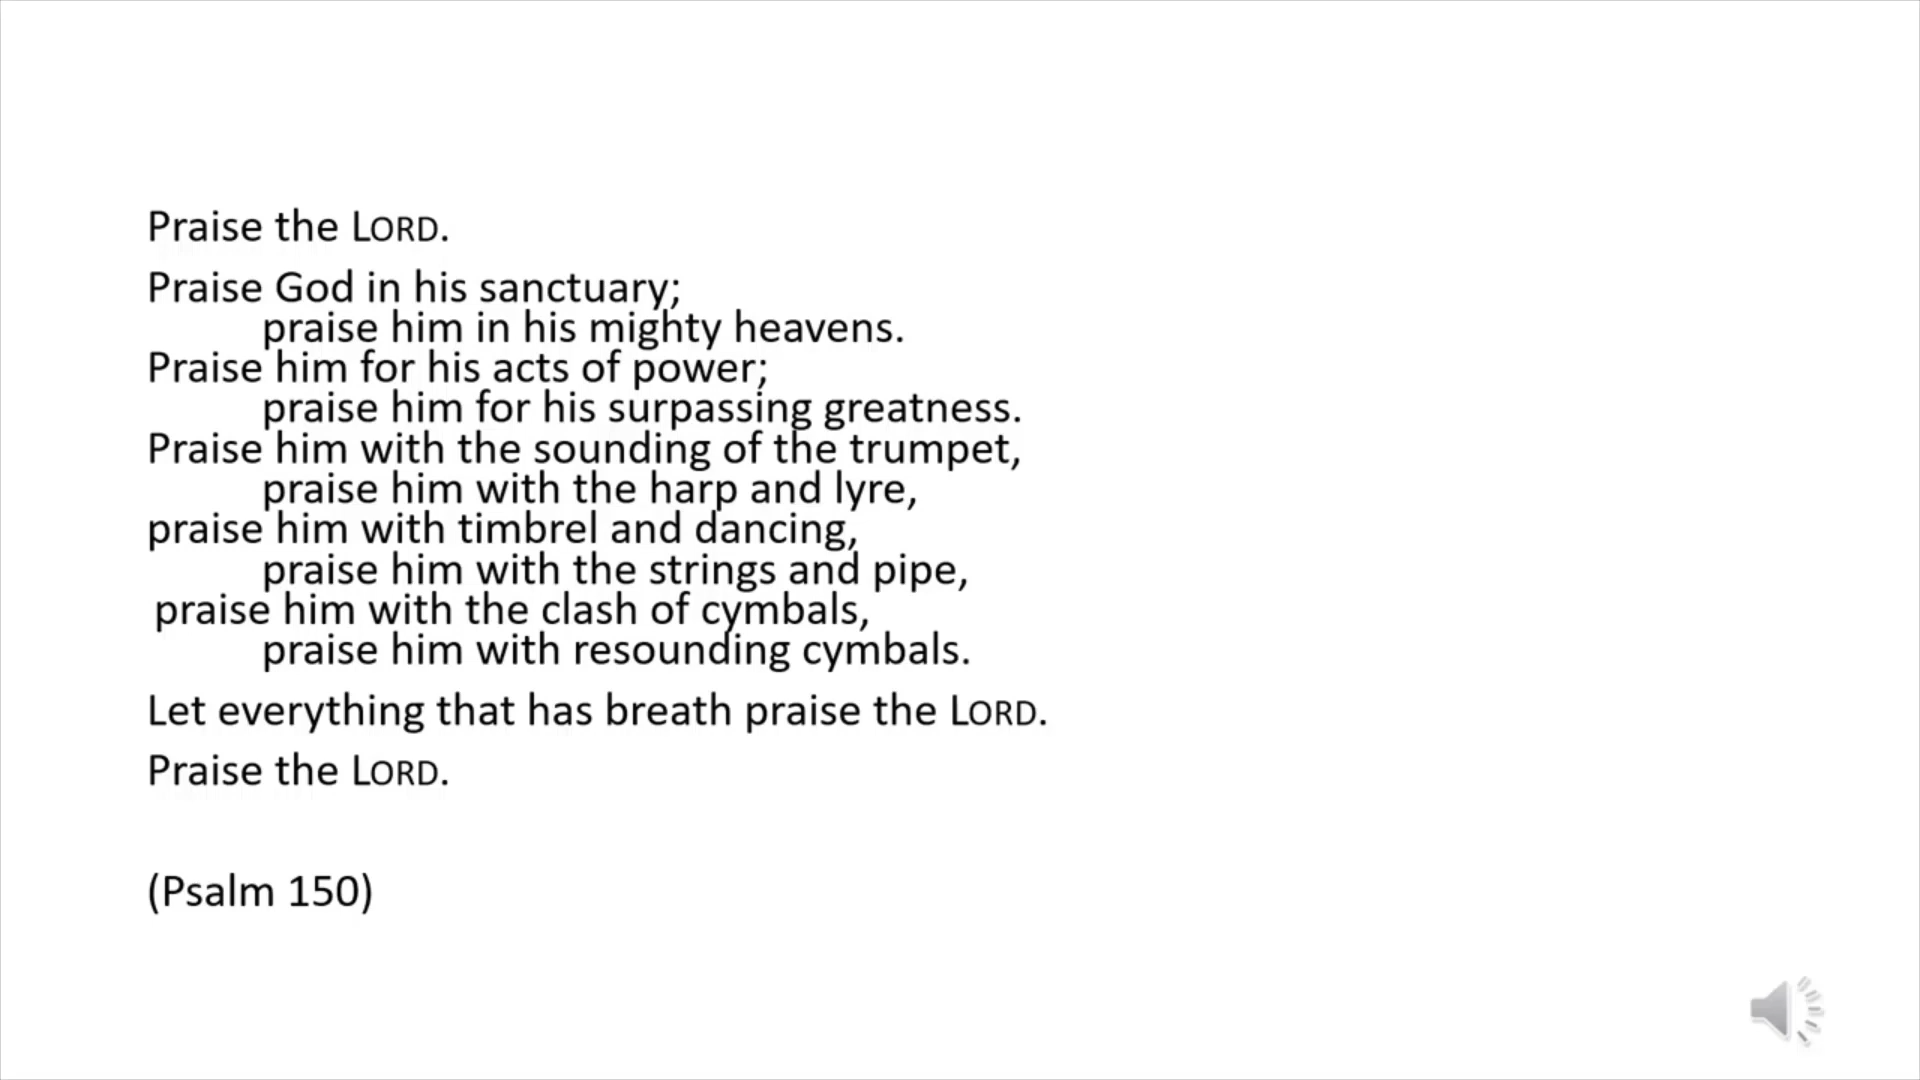 Praise the LORD.
Praise God in his sanctuary;
praise him in his mighty heavens.
Praise him for his acts of power;
praise him for his surpassing greatness.
Praise him with the sounding of the trumpet,
praise him with the harp and lyre,
praise him with timbrel and dancing,
praise him with the strings and pipe,
praise him with the clash of cymbals,
praise him with resounding cymbals.
Let everything that has breath praise the LORD.
Praise the LORD.
(Psalm 150)